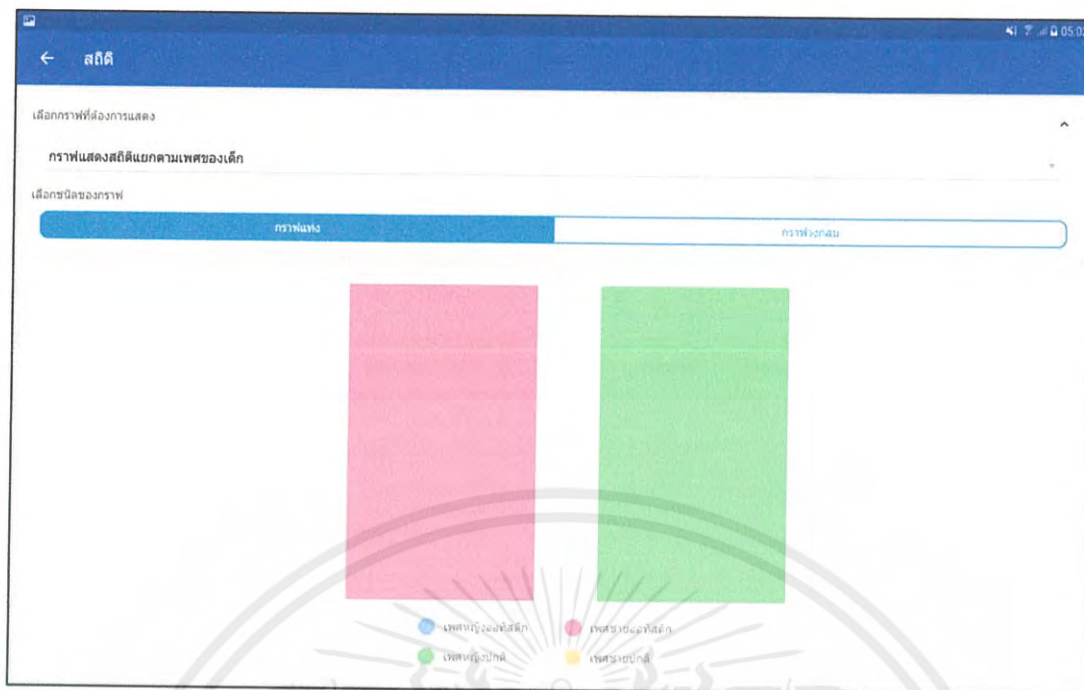 05:02
สถิติ
เลือกกราฟที่ต้องการแสดง
กราฟแสดงสถิติแยกตามเพศของเด็ก
เลือกชนิดของกราฟ
กราฟแท่ง กราฟวงกลม
เพศหญิงออทิสติก เพศชายออทิสติก
เพศหญิงปกติ เพศชายปกติ